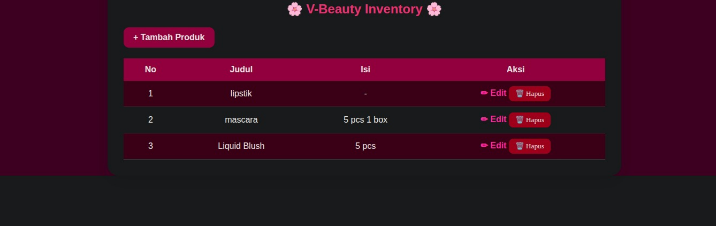 🌸 V-Beauty Inventory 🌸
+ Tambah Produk
No Judul Isi Aksi
1 lipstik - ✏ Edit 🗑 Hapus
2 mascara 5 pcs 1 box ✏ Edit 🗑 Hapus
3 Liquid Blush 5 pcs ✏ Edit 🗑 Hapus